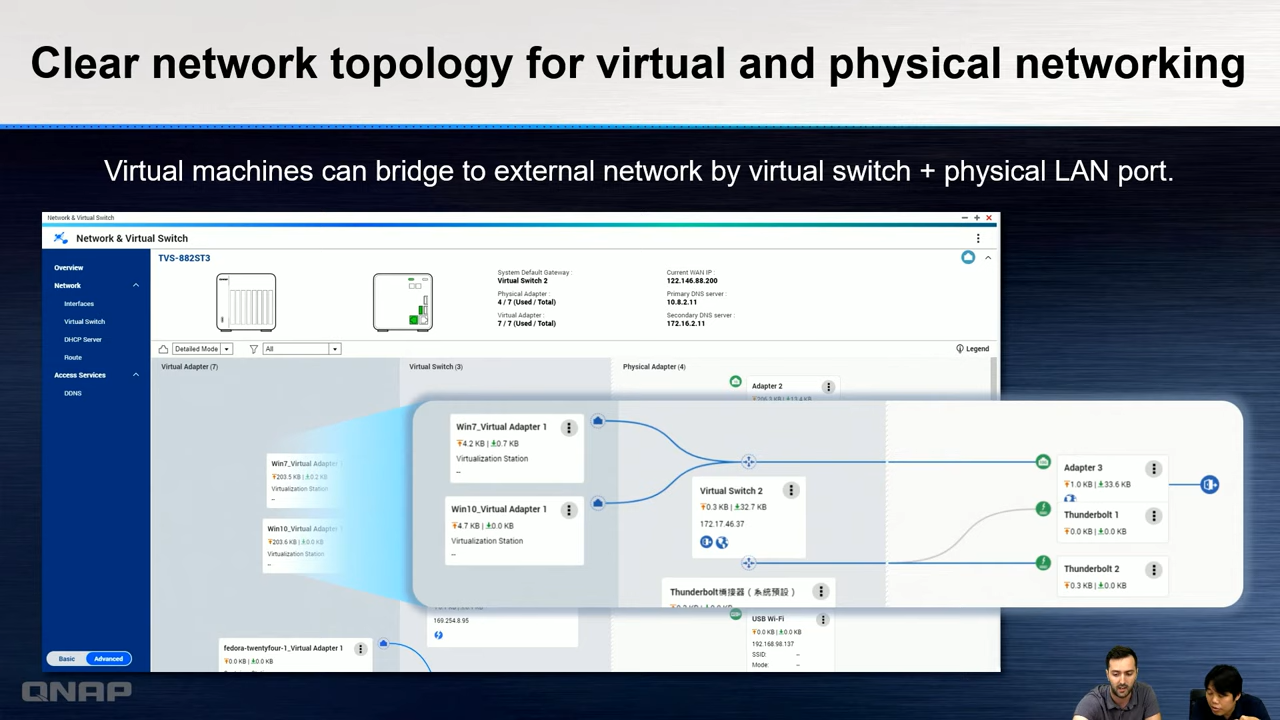 Clear network topology for virtual and physical networking
Virtual machines can bridge to external network by virtual switch + physical LAN port.
Network & Virtual Switch
Network & Virtual Switch
Overview
Network
Interfaces
Virtual Switch
DHCP Server
Route
Access Services
DDNS
Basic
Advanced
TVS-882ST3
System Default Gateway :
Virtual Switch 2
Physical Adapter :
4 / 7 (Used / Total)
Virtual Adapter :
7 / 7 (Used / Total)
Current WAN IP :
122.146.88.200
Primary DNS server :
10.8.2.11
Secondary DNS server :
172.16.2.11
Detailed Mode
All
Legend
Virtual Adapter (7)
Virtual Switch (3)
Physical Adapter (4)
Adapter 2
Win7_Virtual Adapter
203.5 KB | 0.2 KB
Virtualization Station
--
Win10_Virtual Adapter
203.6 KB | 0.0 KB
Virtualization Station
--
Win7_Virtual Adapter 1
4.2 KB | 0.7 KB
Virtualization Station
--
Win10_Virtual Adapter 1
4.7 KB | 0.0 KB
Virtualization Station
--
Virtual Switch 2
0.3 KB | 32.7 KB
172.17.46.37
Thunderbolt橋接器（系統預設）
Adapter 3
1.0 KB | 33.6 KB
Thunderbolt 1
0.0 KB | 0.0 KB
Thunderbolt 2
0.3 KB | 0.0 KB
169.254.8.95
fedora-twentyfour-1_Virtual Adapter 1
0.0 KB | 0.0 KB
USB Wi-Fi
0.0 KB | 0.0 KB
192.168.98.137
SSID: --
Mode: --
QNAP